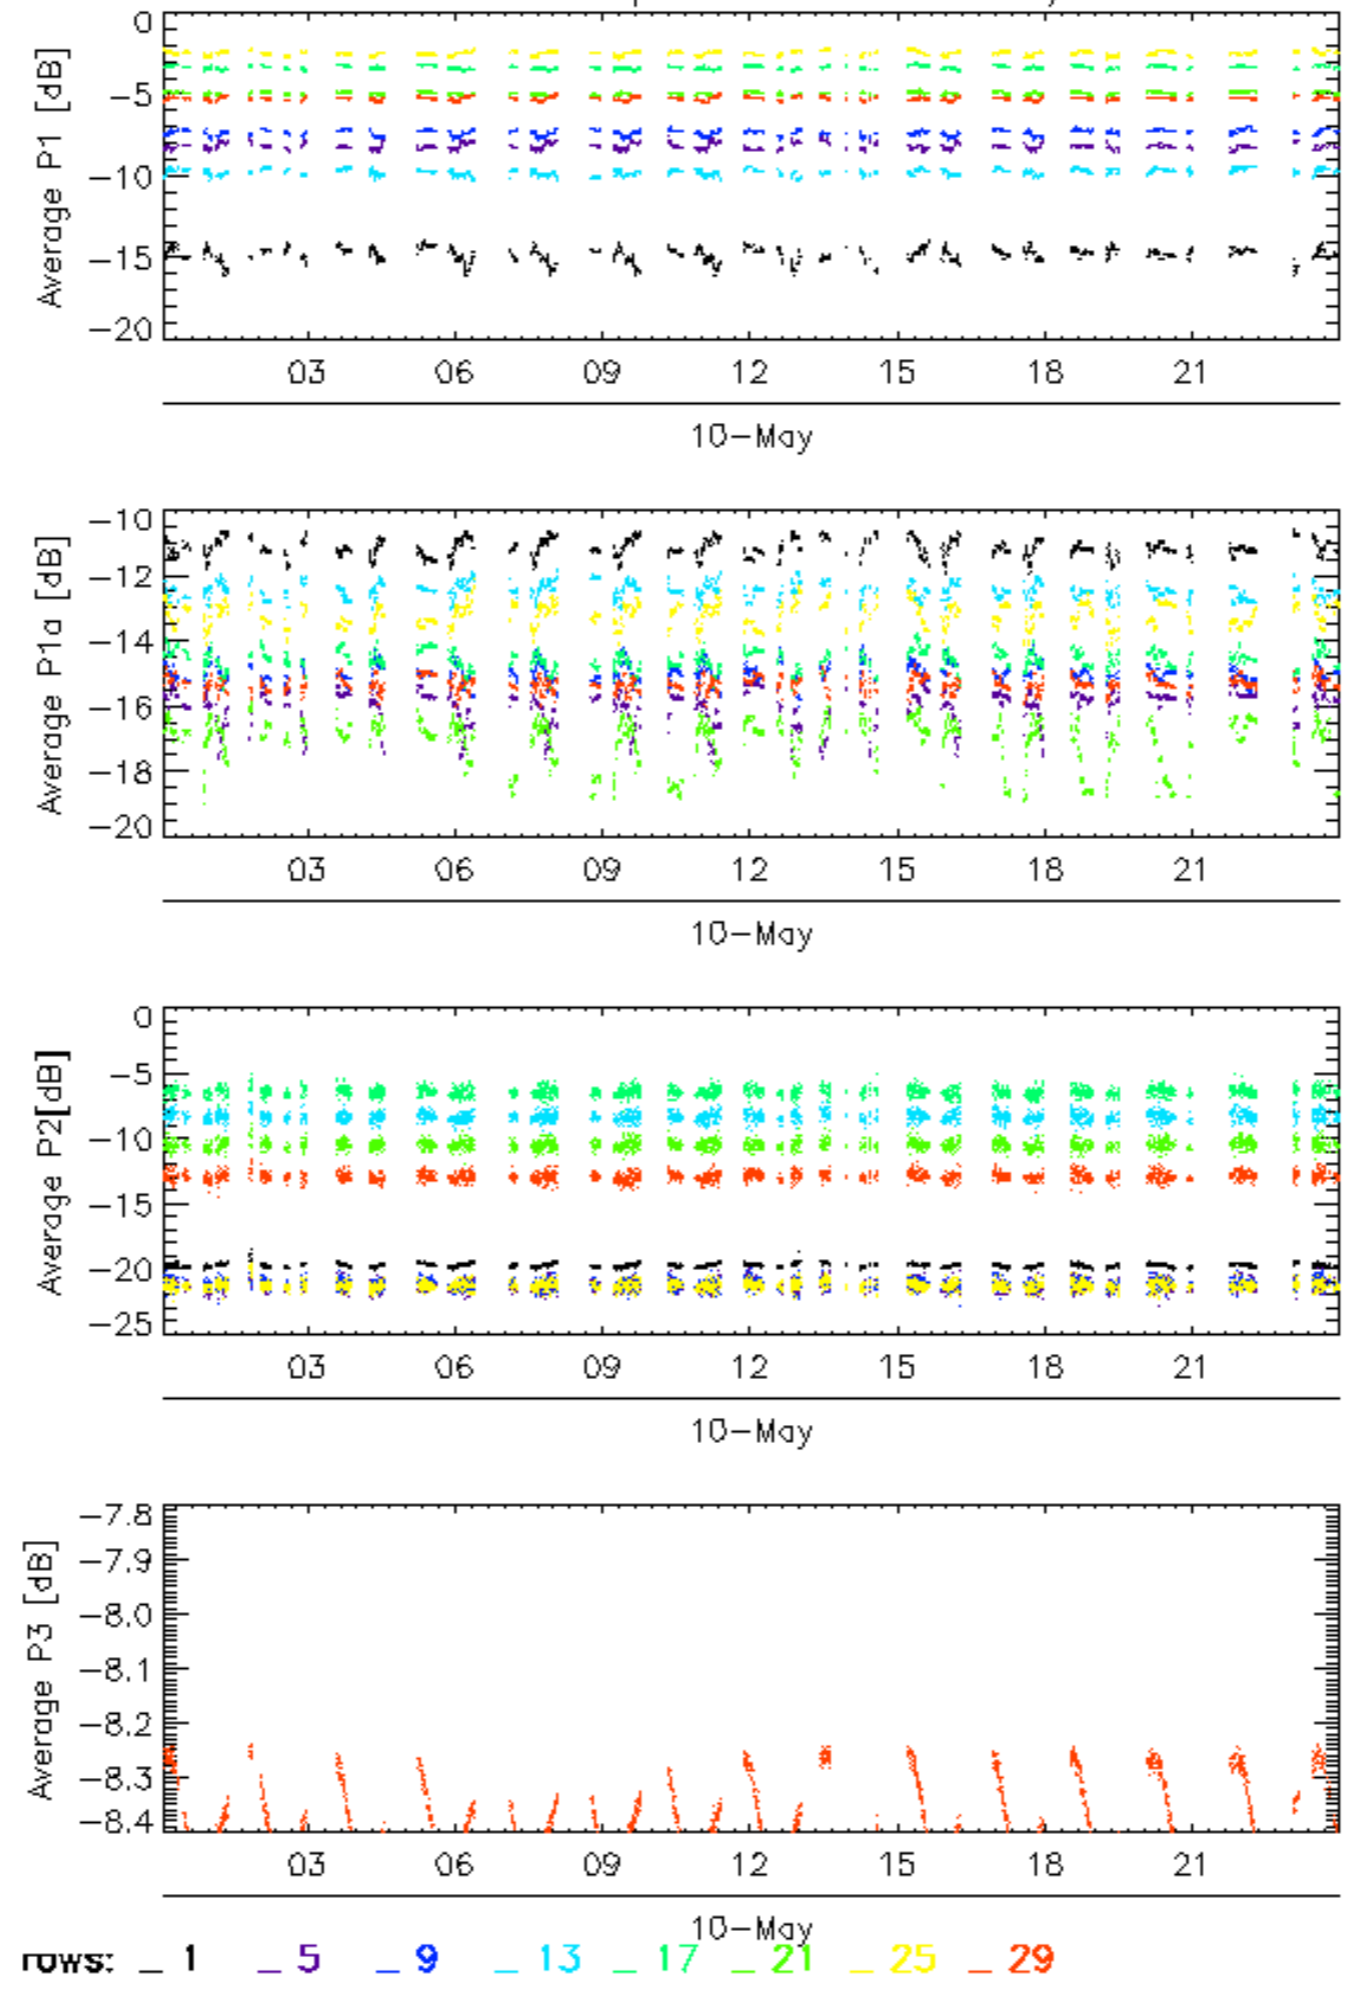 0
−5
−10
−15
−20
Average P1 [dB]
03 06 09 12 15 18 21
10−May
−10
−12
−14
−16
−18
−20
Average P1a [dB]
03 06 09 12 15 18 21
10−May
0
−5
−10
−15
−20
−25
Average P2[dB]
03 06 09 12 15 18 21
10−May
−7.8
−7.9
−8.0
−8.1
−8.2
−8.3
−8.4
Average P3 [dB]
03 06 09 12 15 18 21
10−May
rows: _ 1 _ 5 _ 9 _ 13 _ 17 _ 21 _ 25 _ 29